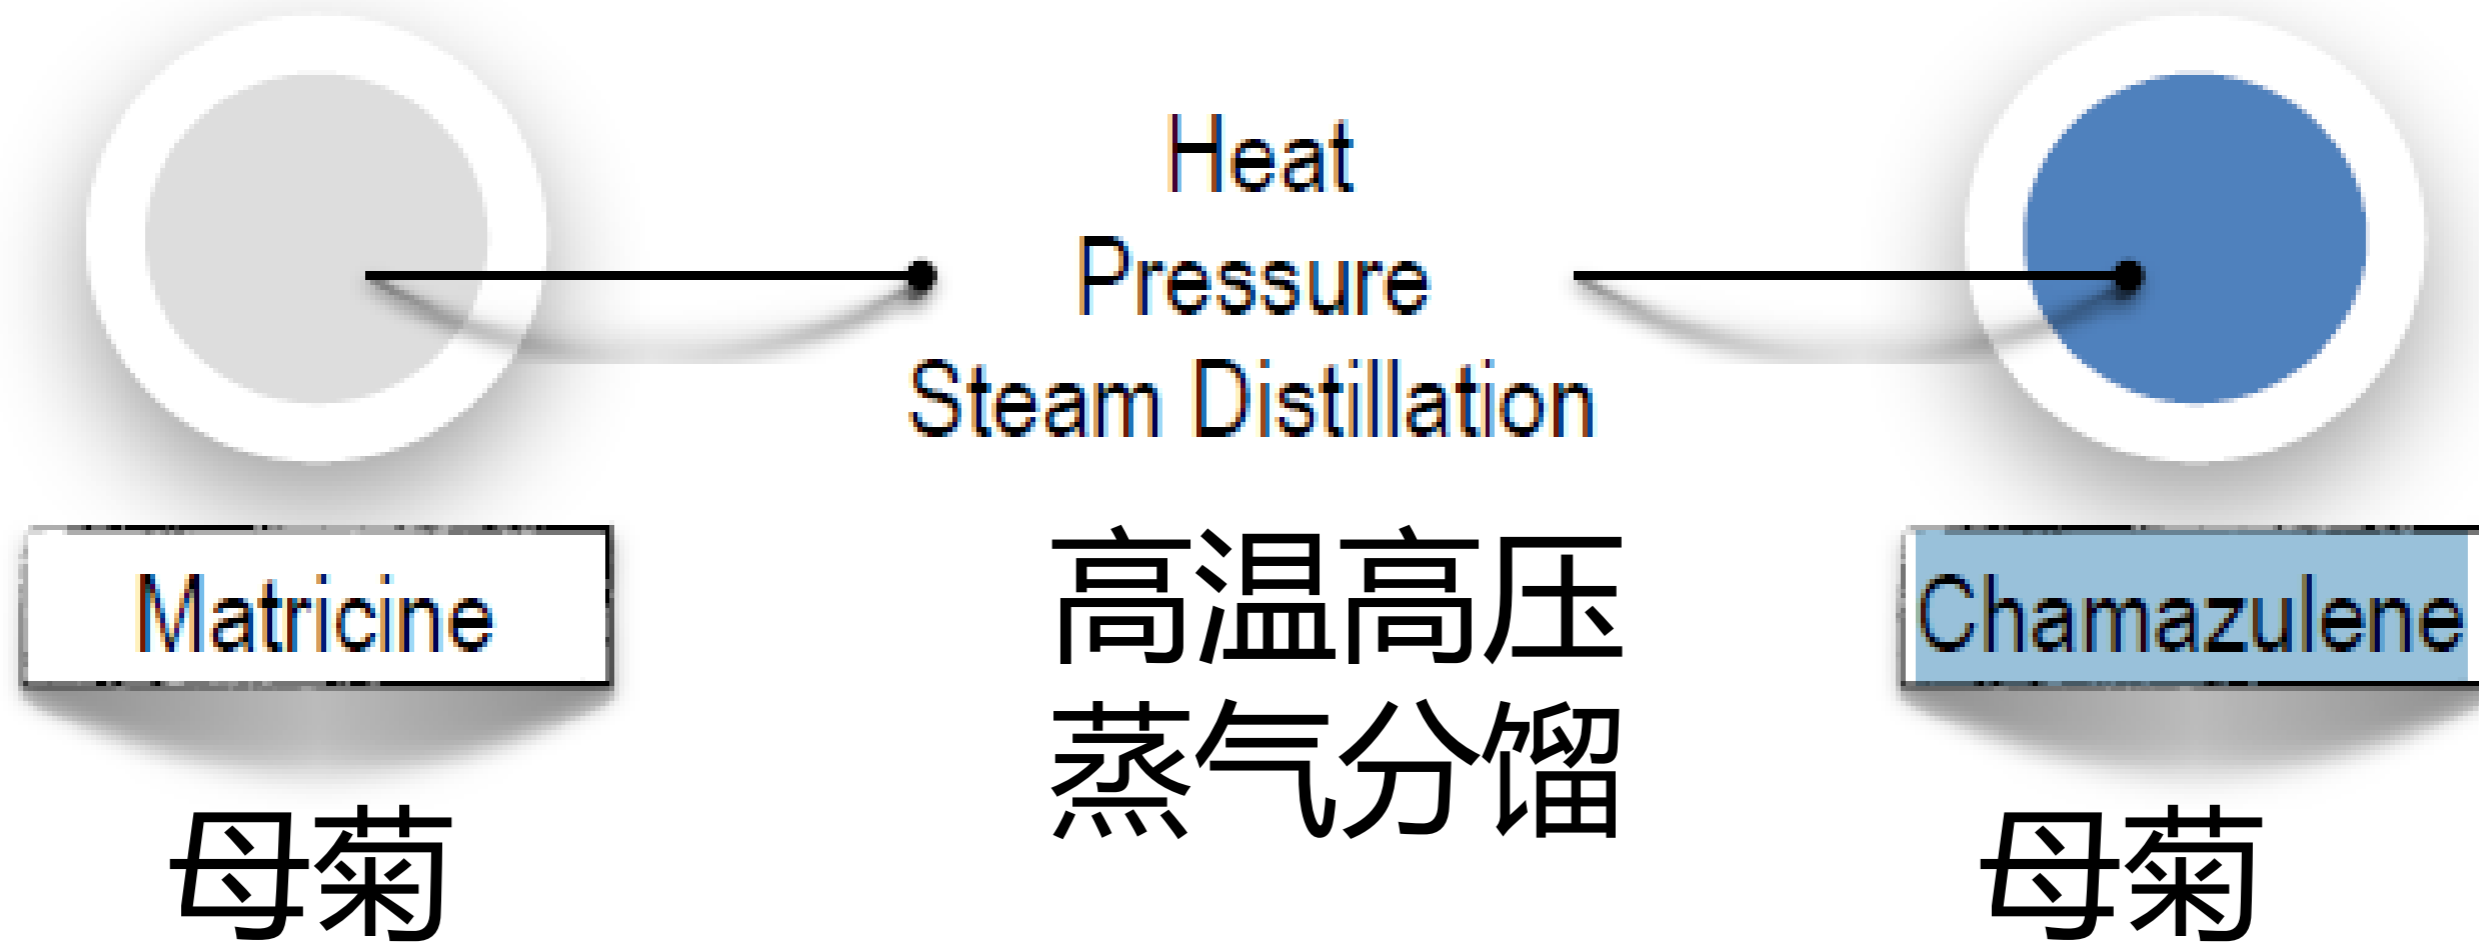 Heat
Pressure
Steam Distillation
Matricine
高温高压
蒸气分馏
Chamazulene
母菊
母菊